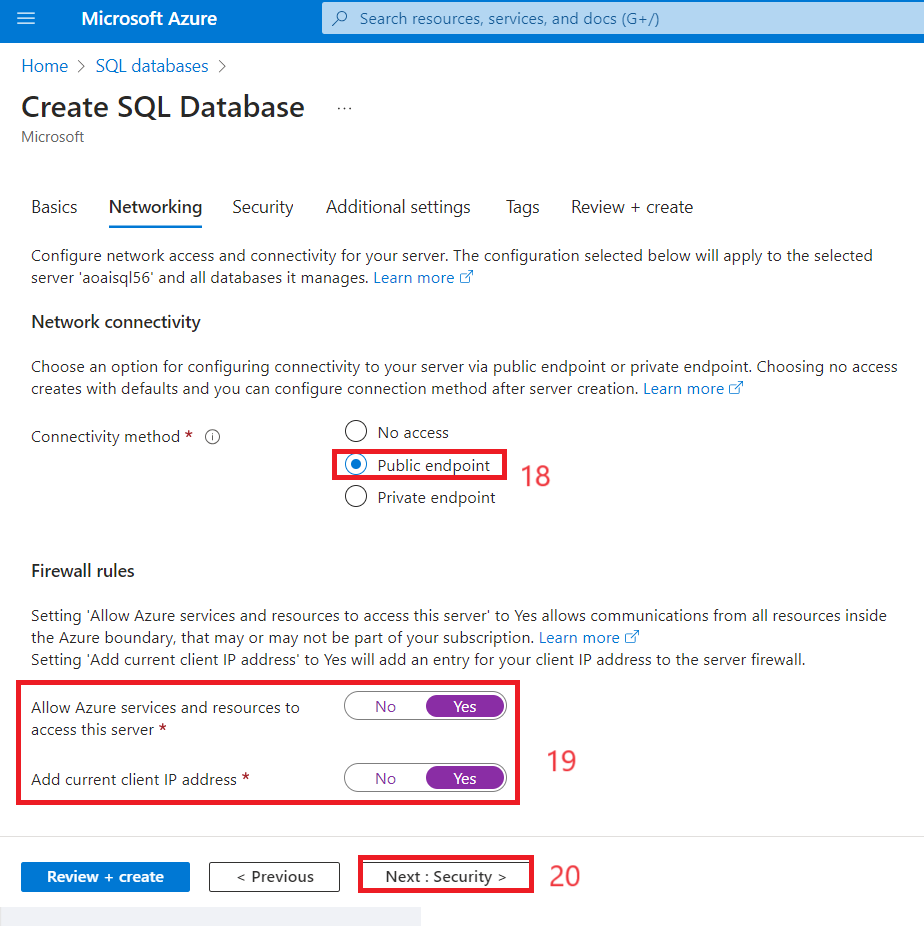 Microsoft Azure
Search resources, services, and docs (G+/)
Home > SQL databases >
Create SQL Database ...
Microsoft
Basics Networking Security Additional settings Tags Review + create
Configure network access and connectivity for your server. The configuration selected below will apply to the selected
server 'aoaisql56' and all databases it manages. Learn more
Network connectivity
Choose an option for configuring connectivity to your server via public endpoint or private endpoint. Choosing no access
creates with defaults and you can configure connection method after server creation. Learn more
Connectivity method *
No access
Public endpoint 18
Private endpoint
Firewall rules
Setting 'Allow Azure services and resources to access this server' to Yes allows communications from all resources inside
the Azure boundary, that may or may not be part of your subscription. Learn more
Setting 'Add current client IP address' to Yes will add an entry for your client IP address to the server firewall.
Allow Azure services and resources to No Yes
access this server *
19
Add current client IP address * No Yes
Review + create < Previous Next : Security > 20